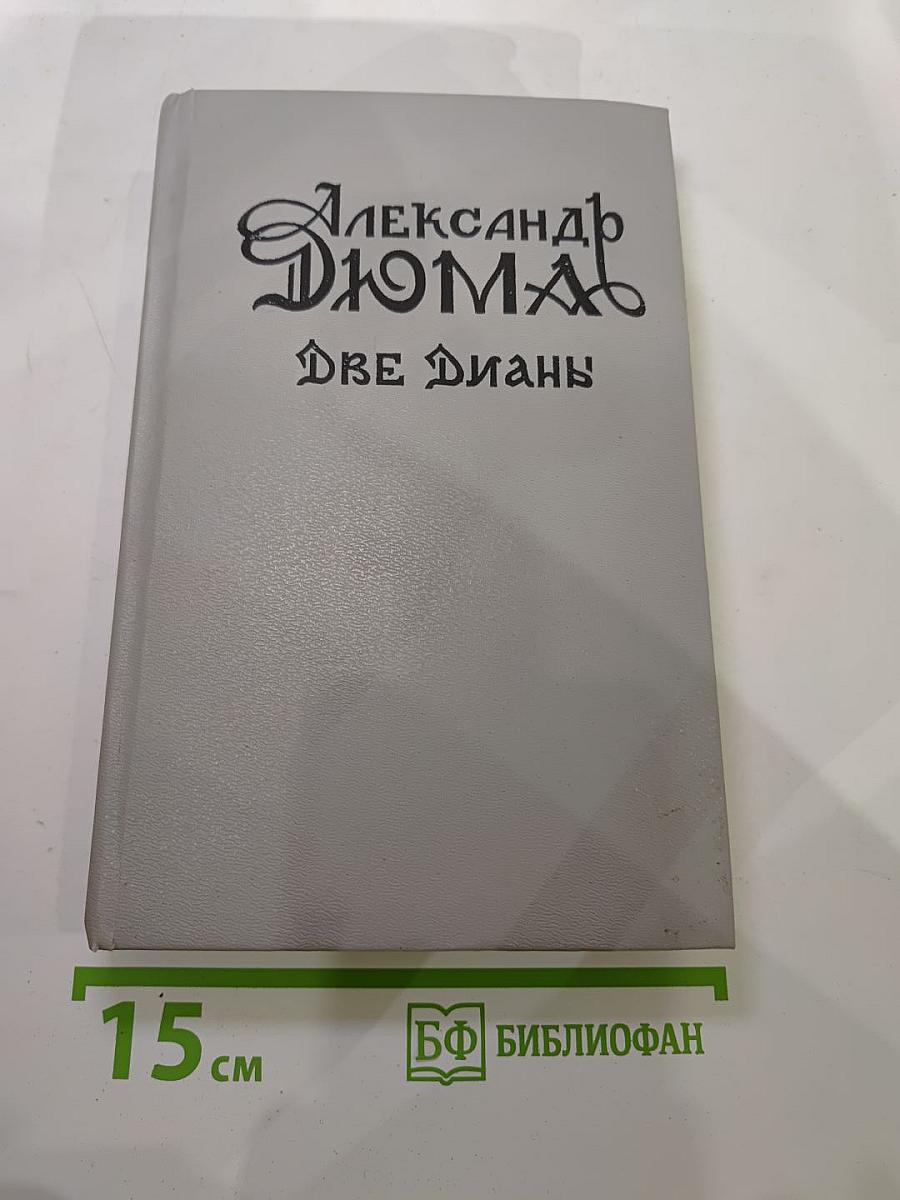 Александр
Дюма
Две Дианы
15 см
БФ БИБЛИОФАН